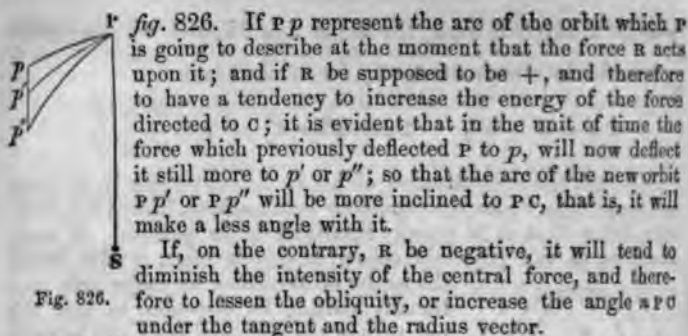 P fig. 826. If P p represent the arc of the orbit which P
is going to describe at the moment that the force R acts
p upon it; and if R be supposed to be +, and therefore
p' to have a tendency to increase the energy of the force
p" directed to C; it is evident that in the unit of time the
force which previously deflected P to p, will now deflect
it still more to p' or p"; so that the arc of the new orbit
P p' or P p" will be more inclined to P C, that is, it will
make a less angle with it.
S If, on the contrary, R be negative, it will tend to
diminish the intensity of the central force, and there-
Fig. 826. fore to lessen the obliquity, or increase the angle
under the tangent and the radius vector.